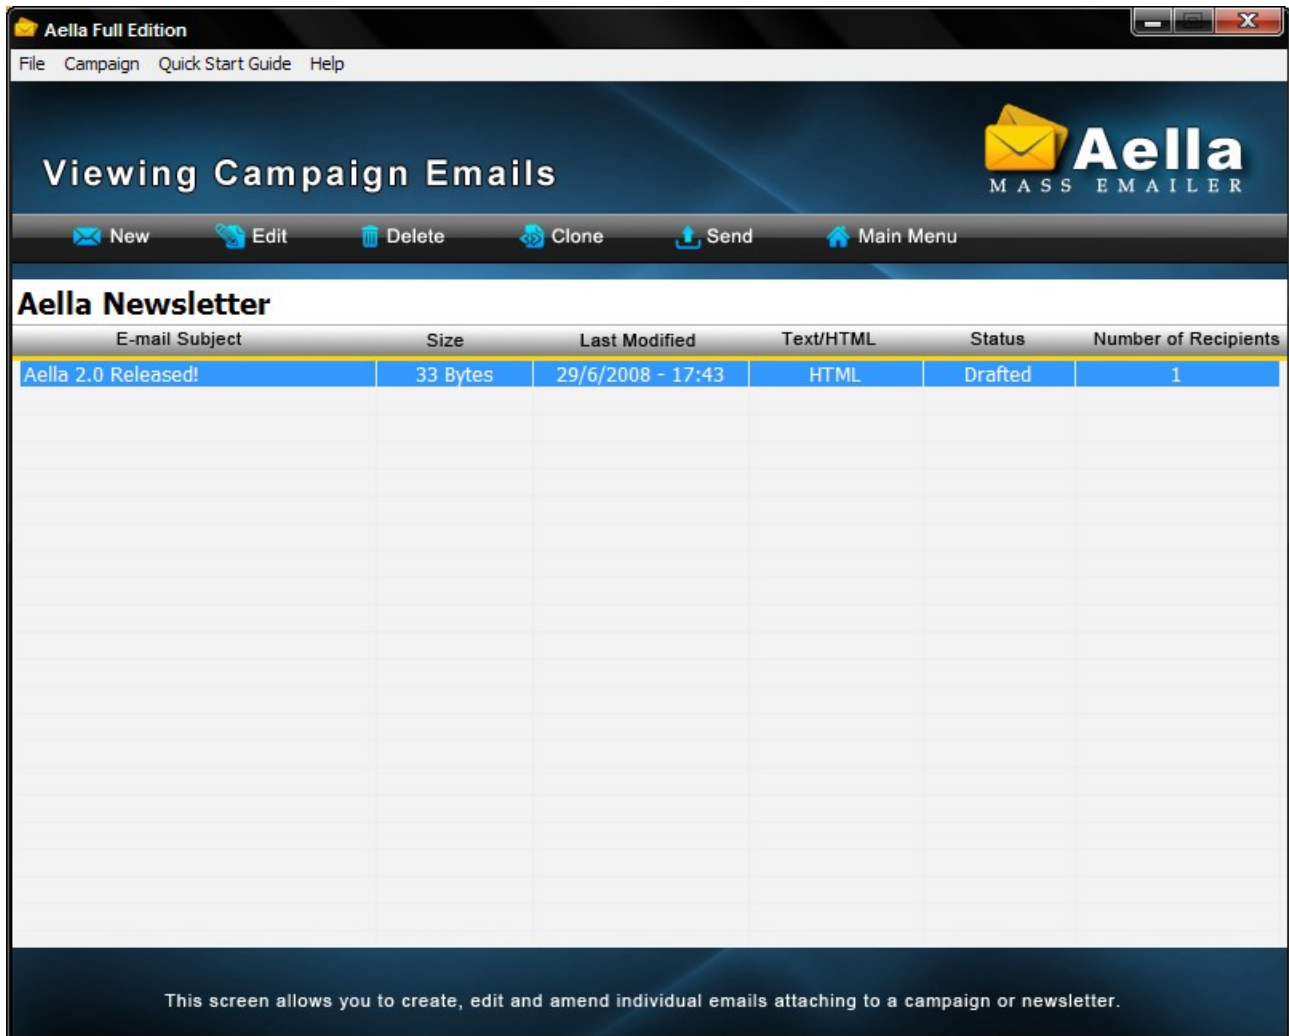 Aella Full Edition
File Campaign Quick Start Guide Help
Viewing Campaign Emails
Aella
MASS EMAILER
New Edit Delete Clone Send Main Menu
Aella Newsletter
E-mail Subject Size Last Modified Text/HTML Status Number of Recipients
Aella 2.0 Released! 33 Bytes 29/6/2008 - 17:43 HTML Drafted 1
This screen allows you to create, edit and amend individual emails attaching to a campaign or newsletter.